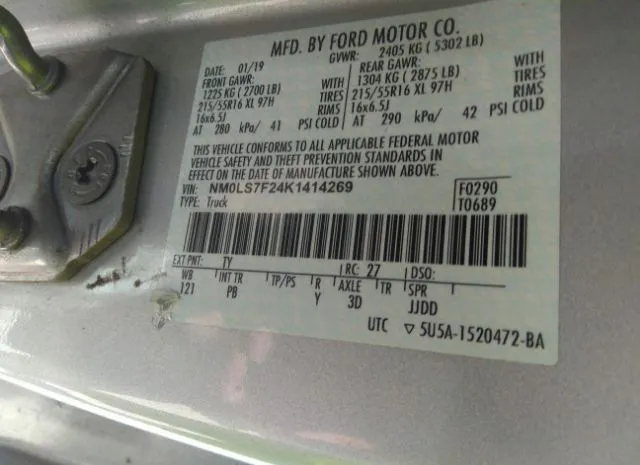 MFD. BY FORD MOTOR CO.
DATE: 01/19 GVWR: 2405 KG ( 5302 LB)
FRONT GAWR: REAR GAWR:
1225 KG ( 2700 LB) WITH 1304 KG ( 2875 LB) WITH
215/55R16 XL 97H TIRES 215/55R16 XL 97H TIRES
16x6.5J RIMS 16x6.5J RIMS
AT 280 kPa/ 41 PSI COLD AT 290 kPa/ 42 PSI COLD
THIS VEHICLE CONFORMS TO ALL APPLICABLE FEDERAL MOTOR
VEHICLE SAFETY AND THEFT PREVENTION STANDARDS IN
EFFECT ON THE DATE OF MANUFACTURE SHOWN ABOVE.
VIN: NM0LS7F24K1414269 F0290
TYPE: Truck T0689
EXT PNT: TY RC: 27 DSO:
WB INT TR TP/PS R AXLE TR SPR
121 PB Y 3D JJDD
UTC ▽ 5U5A-1520472-BA